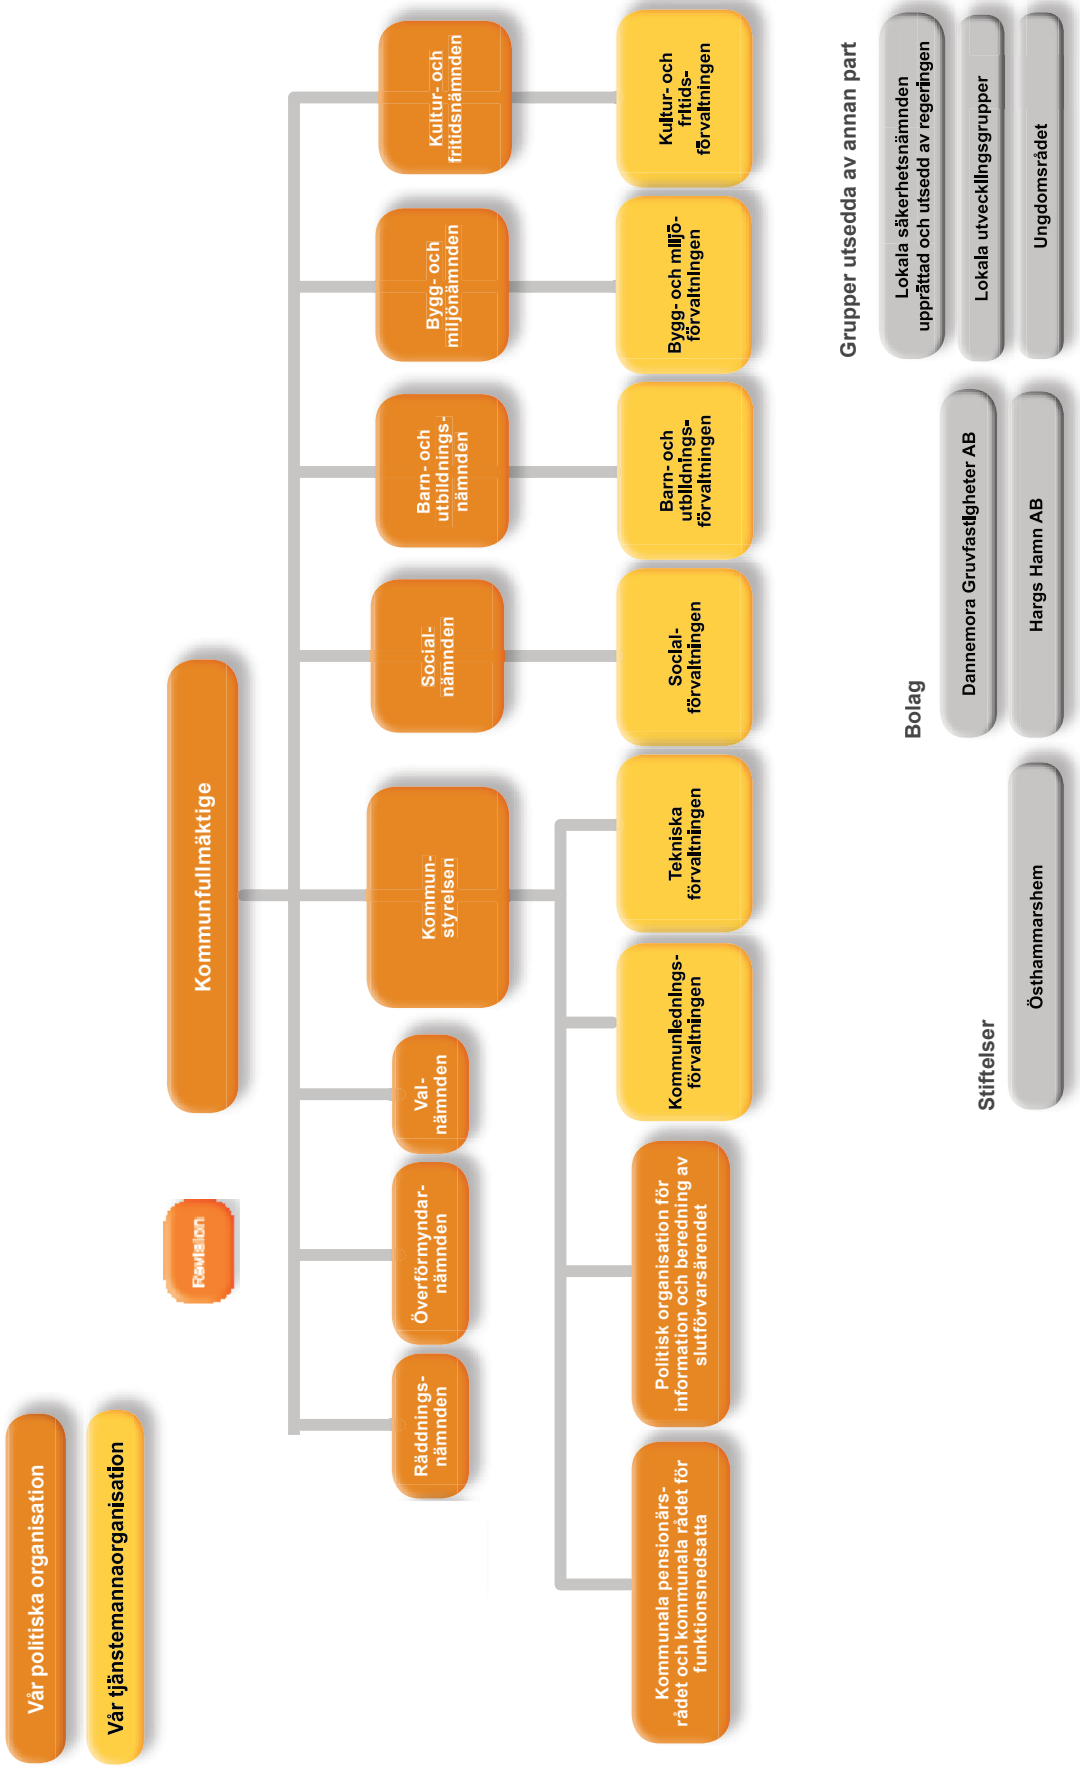 Vår politiska organisation
Vår tjänstemannaorganisation
Revision
Kommunfullmäktige
Räddnings-
nämnden
Överförmyndar-
nämnden
Val-
nämnden
Kommun-
styrelsen
Social-
nämnden
Barn- och
utbildnings-
nämnden
Bygg- och
miljönämnden
Kultur- och
fritidsnämnden
Kommunala pensionärs-
rådet och kommunala rådet för
funktionsnedsatta
Politisk organisation för
information och beredning av
slutförvarsärendet
Kommunlednings-
förvaltningen
Tekniska
förvaltningen
Social-
förvaltningen
Barn- och
utbildnings-
förvaltningen
Bygg- och miljö-
förvaltningen
Kultur- och
fritids-
förvaltningen
Stiftelser
Östhammarshem
Bolag
Dannemora Gruvfastigheter AB
Hargs Hamn AB
Grupper utsedda av annan part
Lokala säkerhetsnämnden
upprättad och utsedd av regeringen
Lokala utvecklingsgrupper
Ungdomsrådet